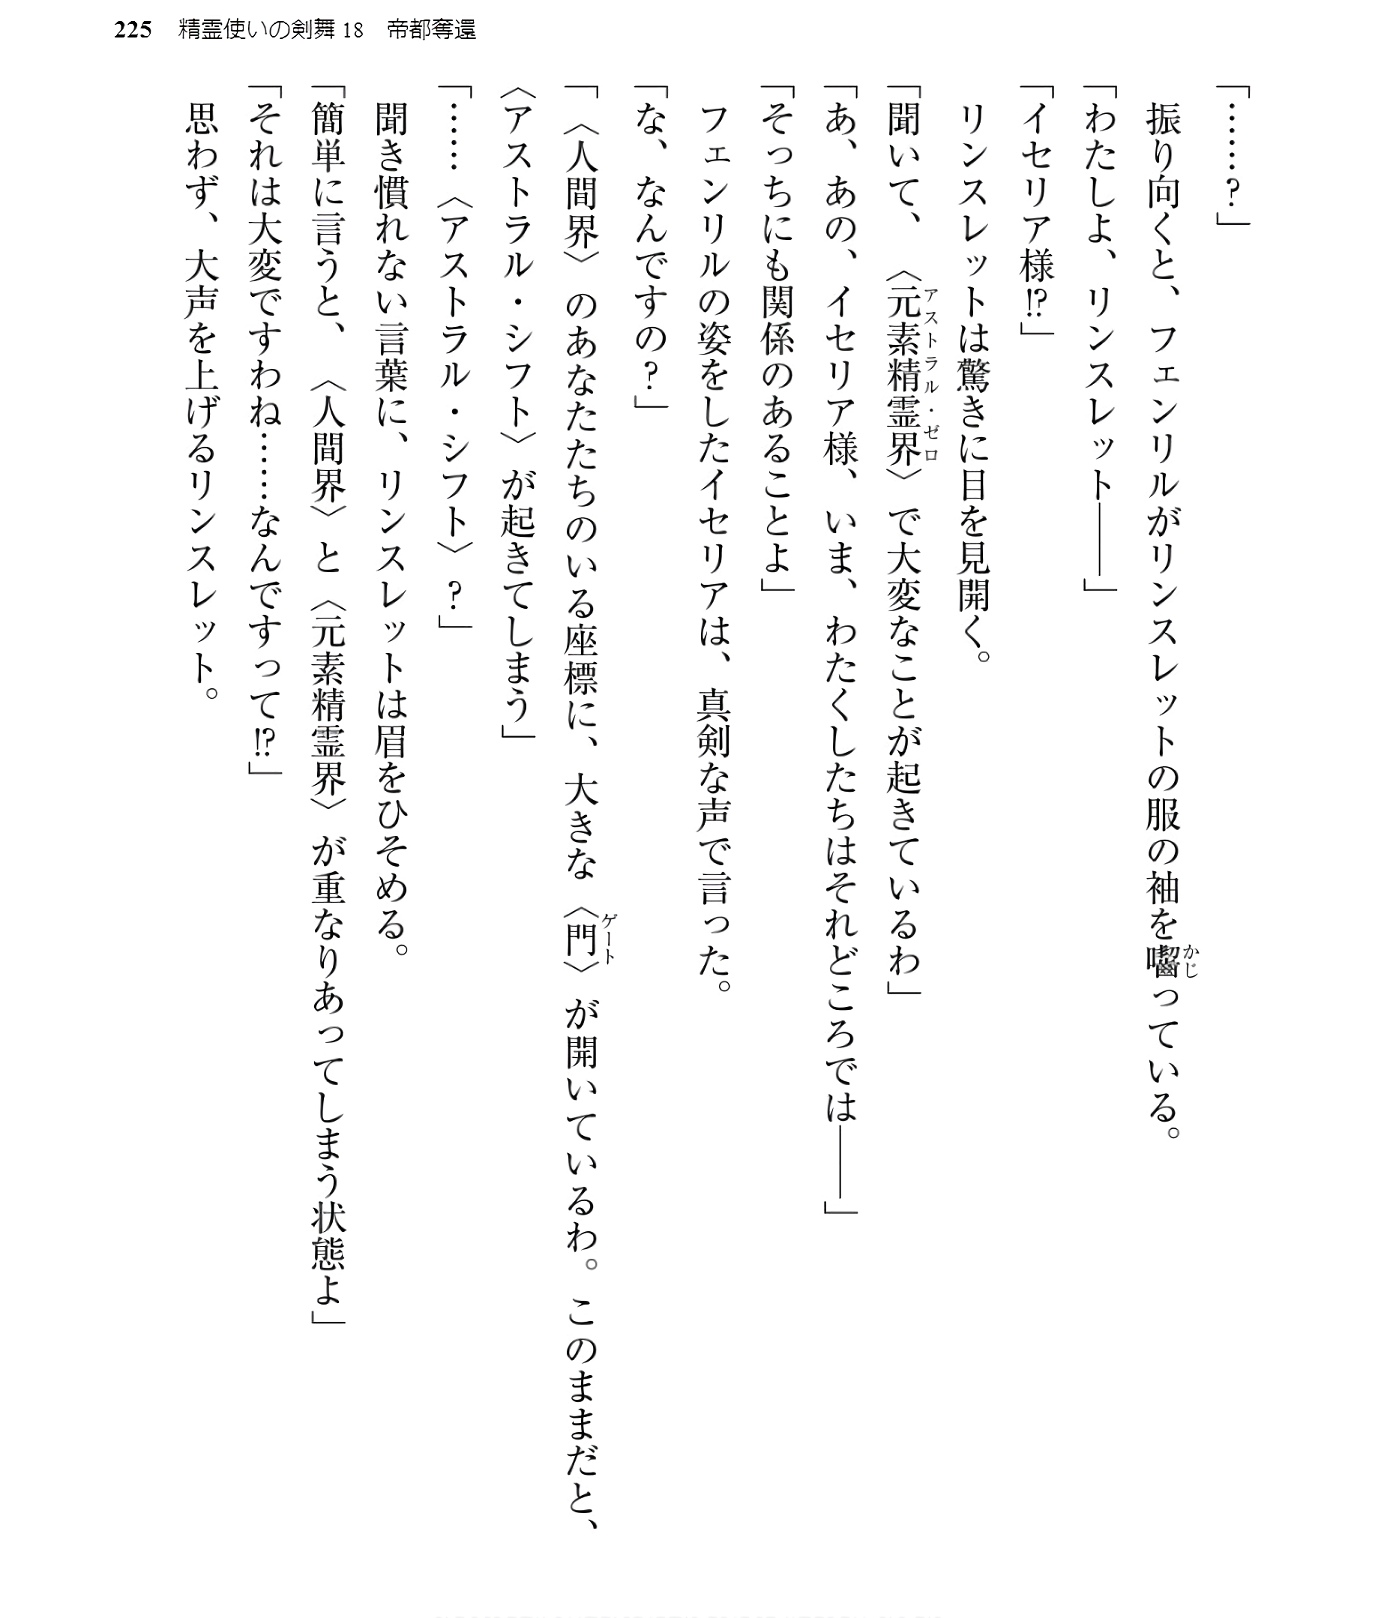 225 精霊使いの剣舞18 帝都奪還
「……?」
　振り向くと、フェンリルがリンスレットの服の袖を囓っている。
かじ
「わたしよ、リンスレット――」
「イセリア様!?」
　リンスレットは驚きに目を見開く。
「聞いて、〈元素精霊界〉で大変なことが起きているわ」
アストラル・ゼロ
「あ、あの、イセリア様、いま、わたくしたちはそれどころでは――」
「そっちにも関係のあることよ」
　フェンリルの姿をしたイセリアは、真剣な声で言った。
「な、なんですの?」
「〈人間界〉のあなたたちのいる座標に、大きな〈門〉が開いているわ。このままだと、
ゲート
〈アストラル・シフト〉が起きてしまう」
「……〈アストラル・シフト〉?」
　聞き慣れない言葉に、リンスレットは眉をひそめる。
「簡単に言うと、〈人間界〉と〈元素精霊界〉が重なりあってしまう状態よ」
「それは大変ですわね……なんですって!?」
　思わず、大声を上げるリンスレット。